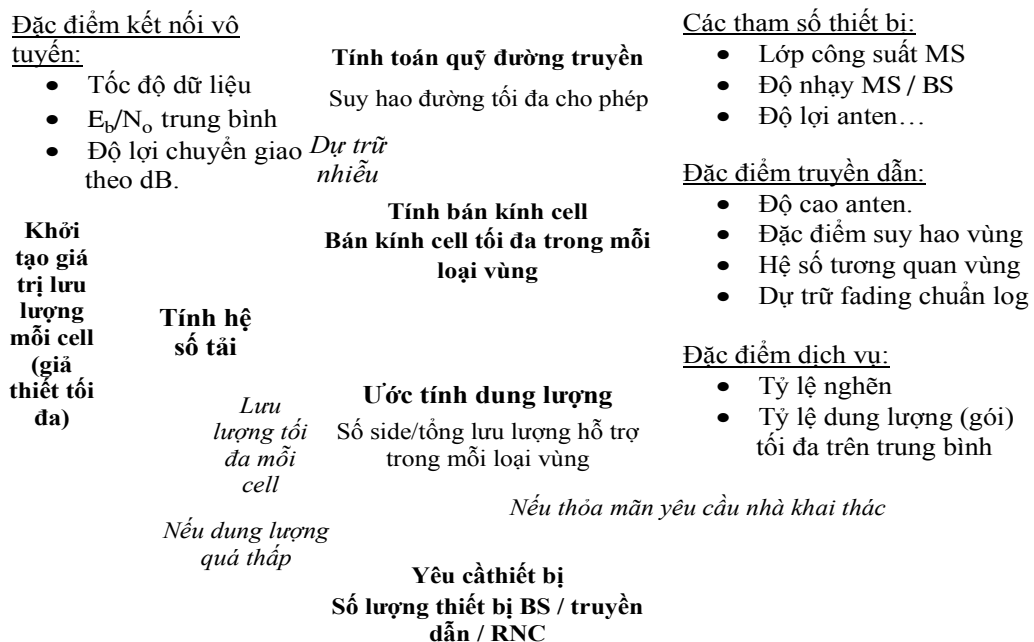 Đặc điểm kết nối vô
tuyến:
• Tốc độ dữ liệu
• Eb/No trung bình
• Độ lợi chuyển giao
theo dB.
Tính toán quỹ đường truyền
Suy hao đường tối đa cho phép
Dự trữ
nhiễu
Các tham số thiết bi:
• Lớp công suất MS
• Độ nhạy MS / BS
• Độ lợi anten…
Đặc điểm truyền dẫn:
• Độ cao anten.
• Đặc điểm suy hao vùng
• Hệ số tương quan vùng
• Dự trữ fading chuẩn log
Tính bán kính cell
Bán kính cell tối đa trong mỗi
loại vùng
Khởi
tạo giá
trị lưu
lượng
mỗi cell
(giả
thiết tối
đa)
Tính hệ
số tải
Đặc điểm dịch vụ:
• Tỷ lệ nghẽn
• Tỷ lệ dung lượng (gói)
tối đa trên trung bình
Ước tính dung lượng
Số side/tổng lưu lượng hỗ trợ
trong mỗi loại vùng
Lưu
lượng tối
đa mỗi
cell
Nếu thỏa mãn yêu cầu nhà khai thác
Nếu dung lượng
quá thấp
Yêu cầthiết bị
Số lượng thiết bị BS / truyền
dẫn / RNC